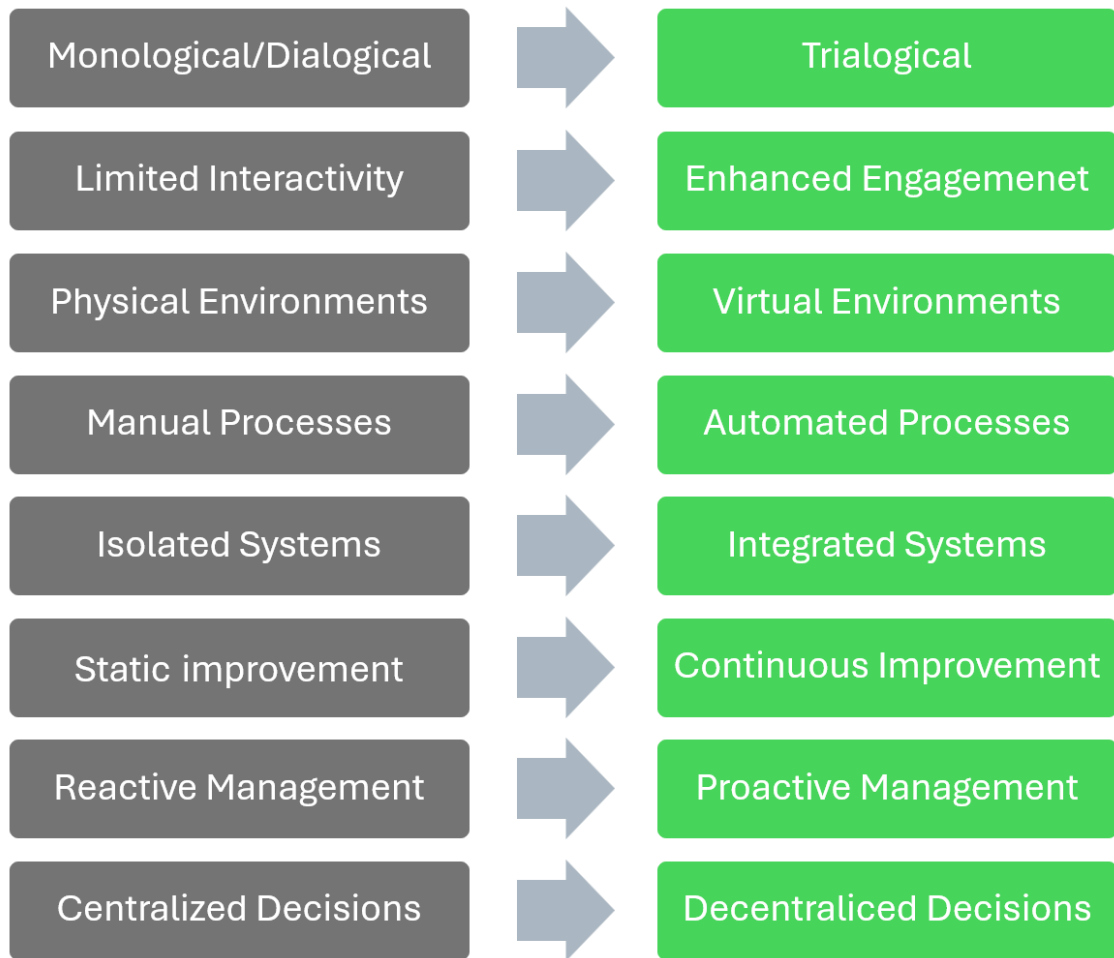 Monological/Dialogical
Trialogical
Limited Interactivity
Enhanced Engagemenet
Physical Environments
Virtual Environments
Manual Processes
Automated Processes
Isolated Systems
Integrated Systems
Static improvement
Continuous Improvement
Reactive Management
Proactive Management
Centralized Decisions
Decentraliced Decisions